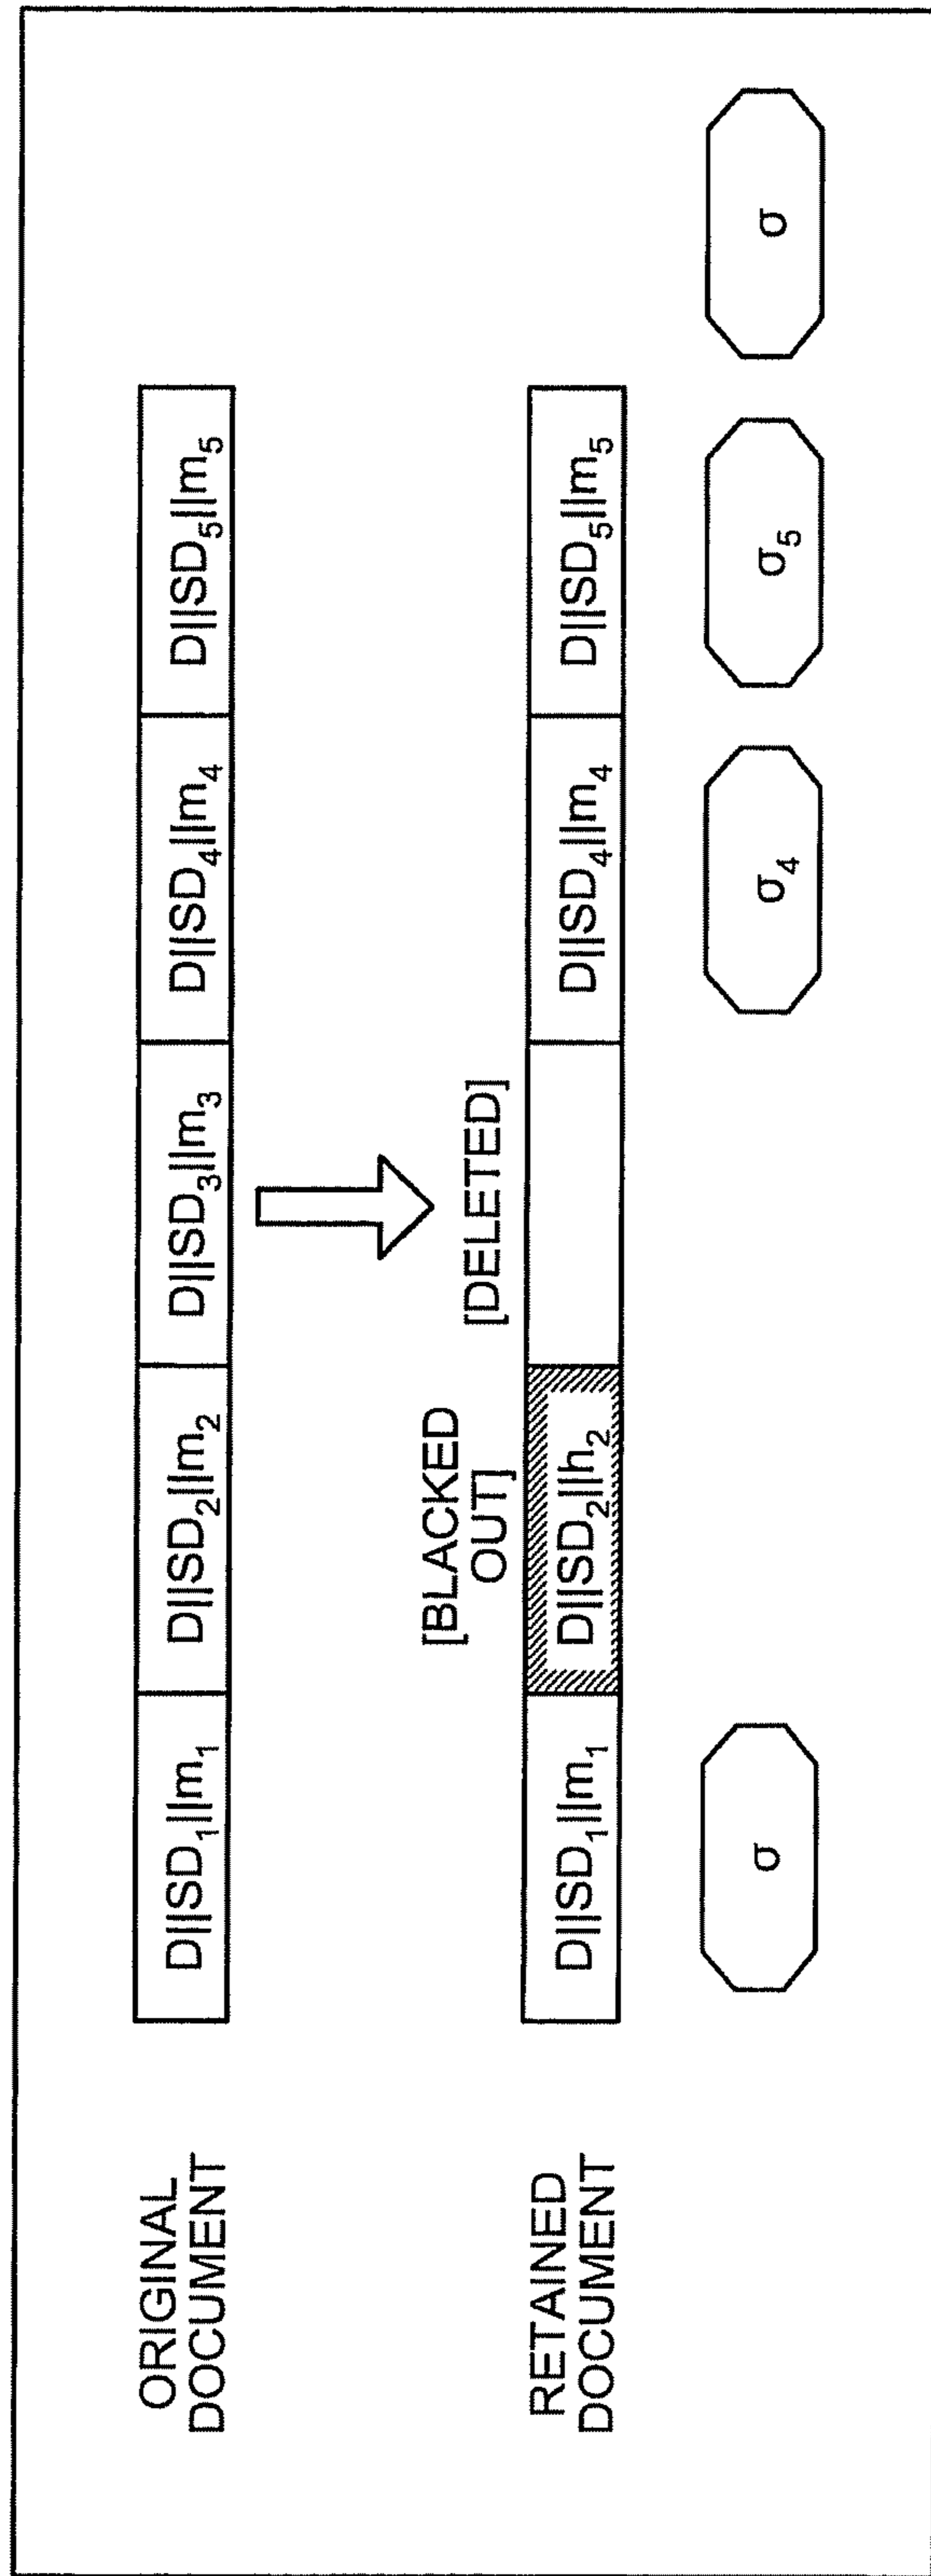 ORIGINAL
DOCUMENT
D||SD₁||m₁
D||SD₂||m₂
D||SD₃||m₃
D||SD₄||m₄
D||SD₅||m₅
[BLACKED
OUT]
[DELETED]
RETAINED
DOCUMENT
D||SD₁||m₁
D||SD₂||h₂
D||SD₄||m₄
D||SD₅||m₅
σ
σ₄
σ₅
σ